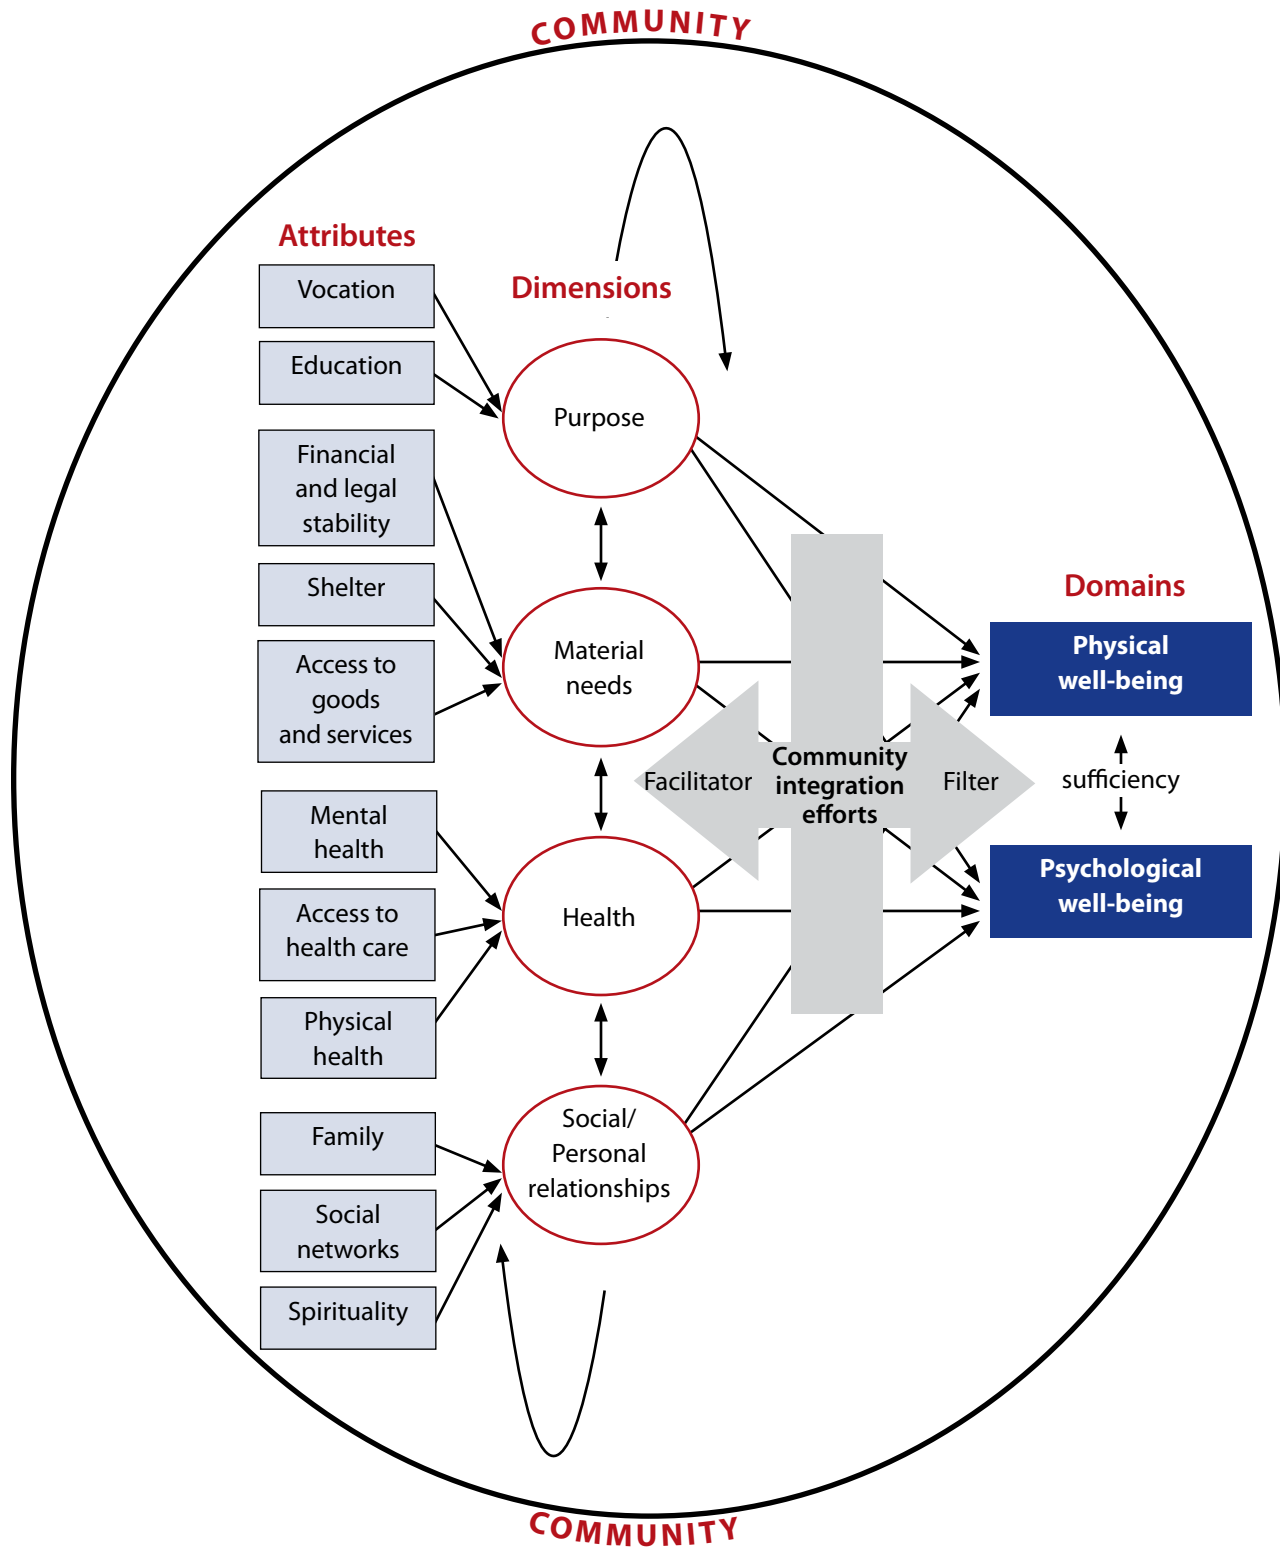 COMMUNITY
Attributes
Vocation
Education
Financial
and legal
stability
Shelter
Access to
goods
and services
Mental
health
Access to
health care
Physical
health
Family
Social
networks
Spirituality
Dimensions
Purpose
Material
needs
Health
Social/
Personal
relationships
Facilitator
Community
integration
efforts
Filter
Domains
Physical
well-being
sufficiency
Psychological
well-being
COMMUNITY